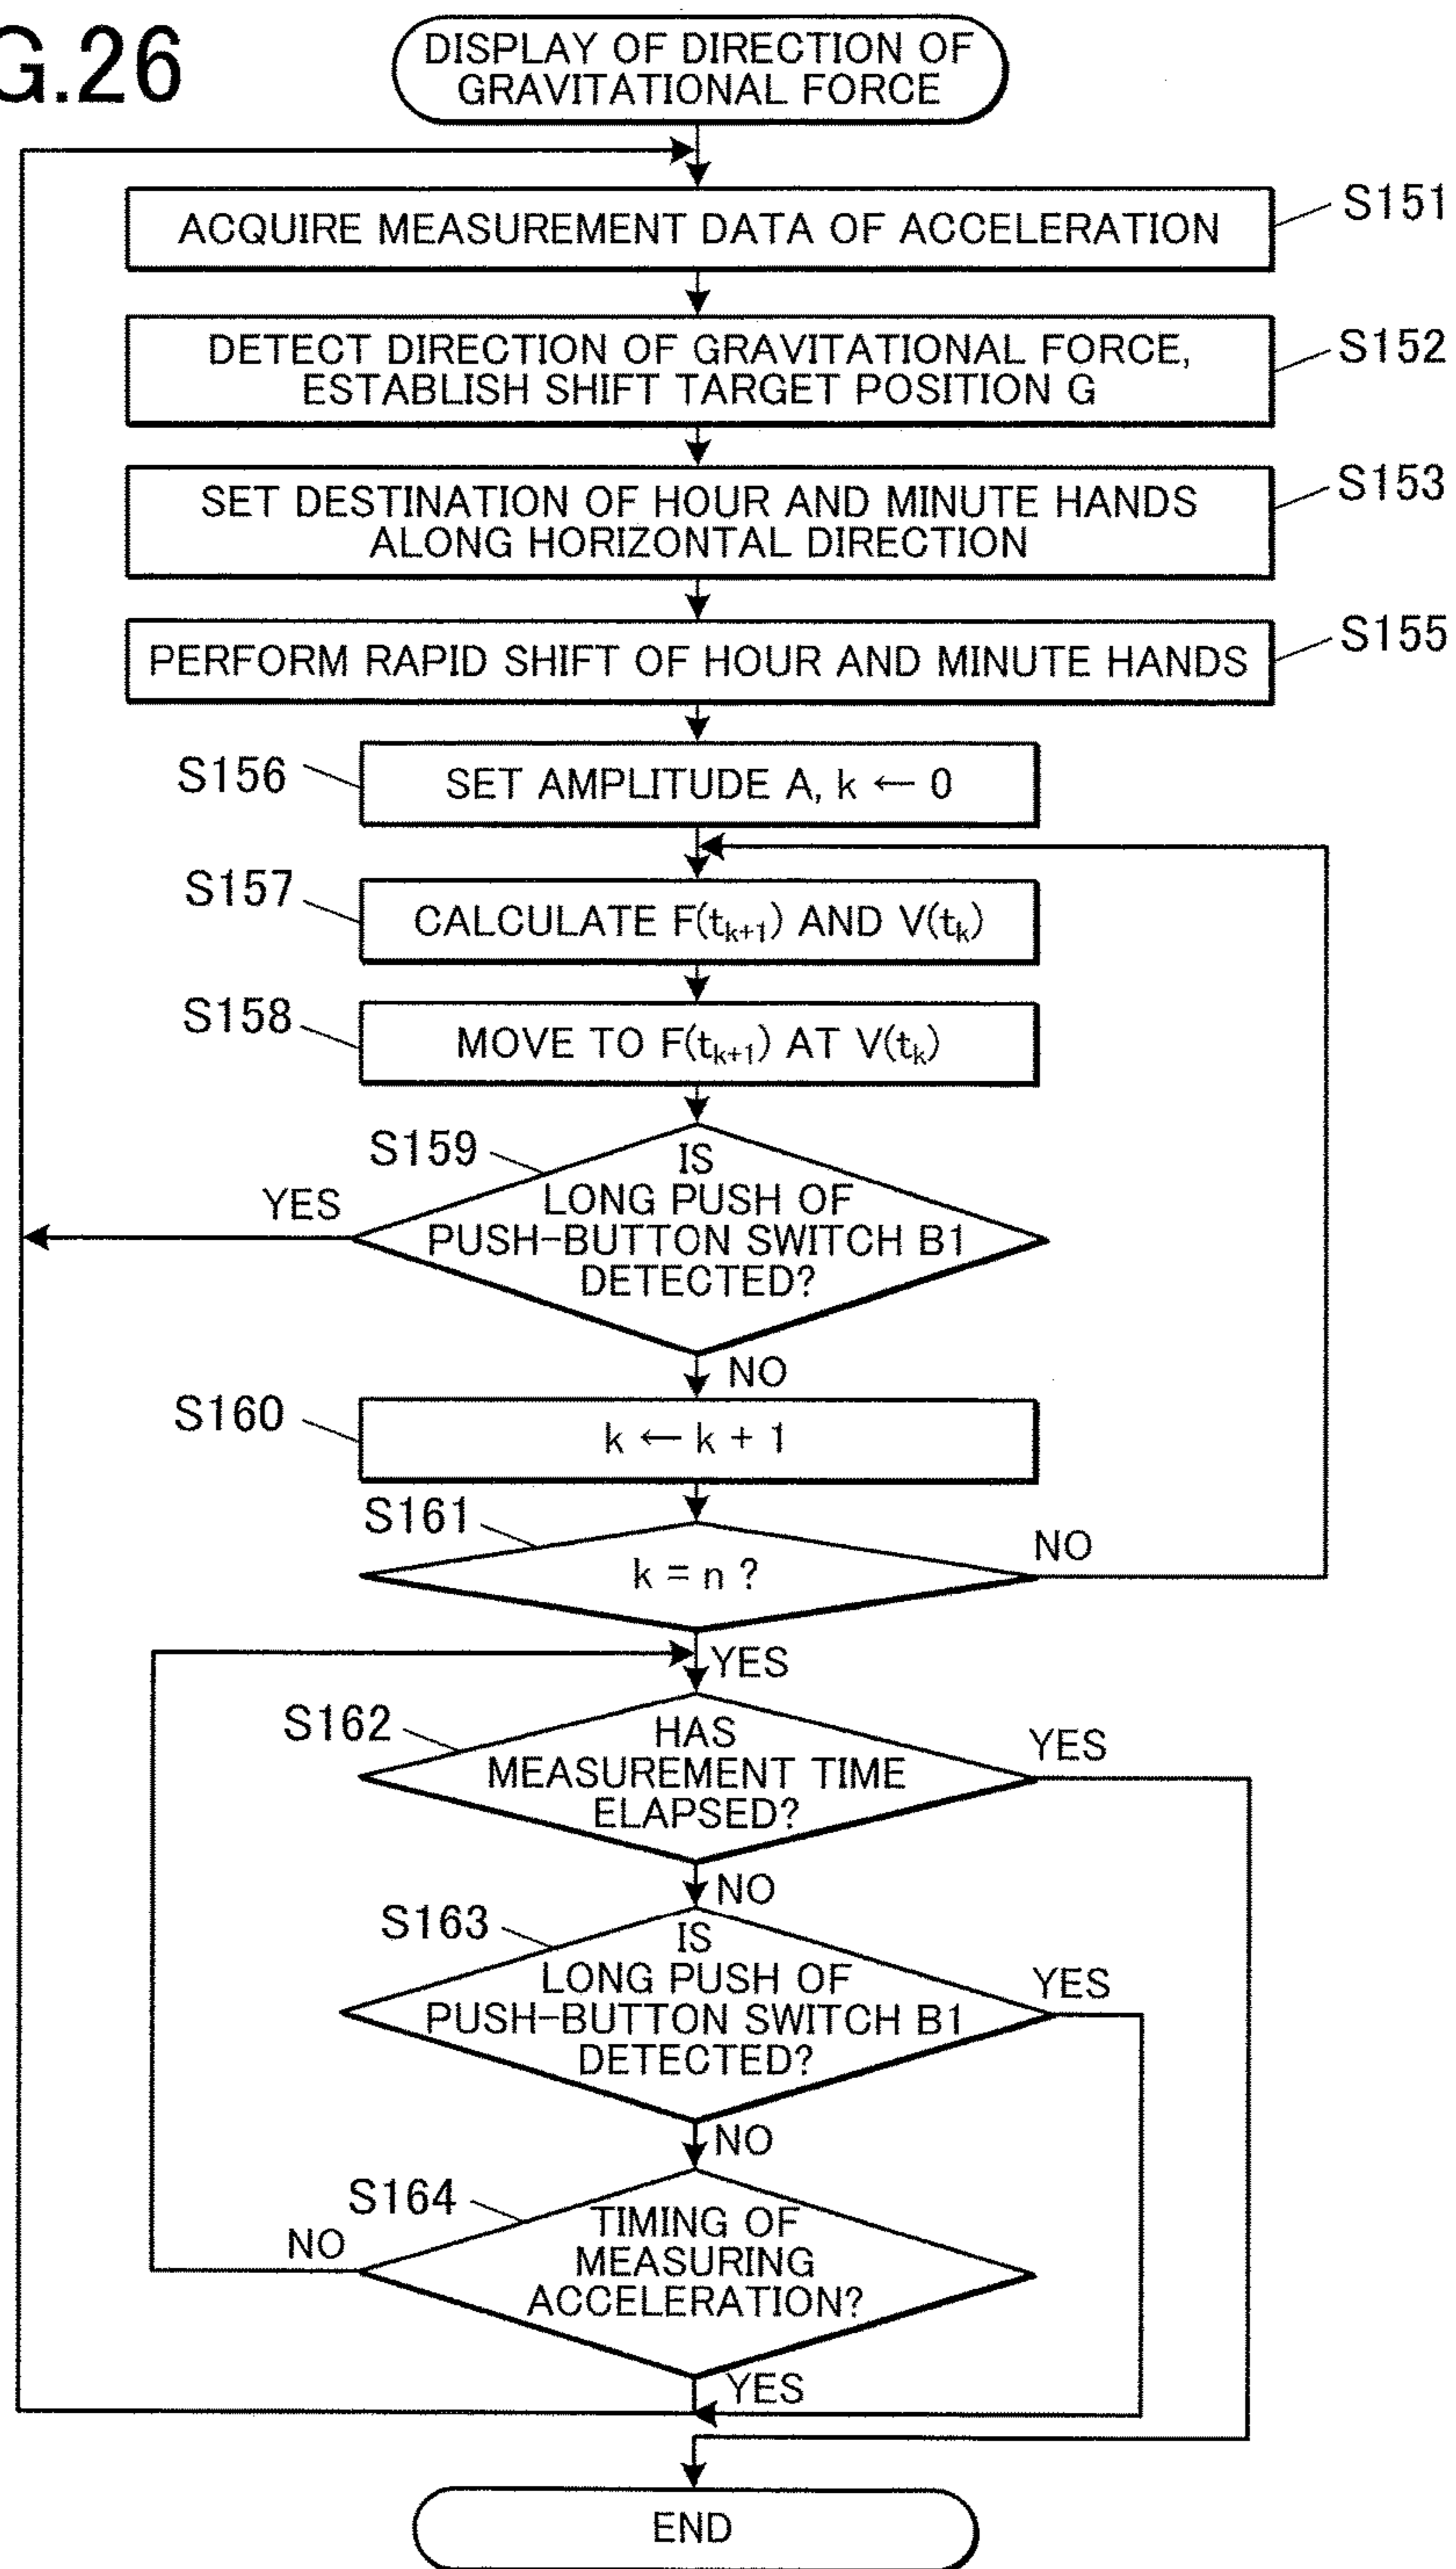 G.26
DISPLAY OF DIRECTION OF
GRAVITATIONAL FORCE
ACQUIRE MEASUREMENT DATA OF ACCELERATION
S151
DETECT DIRECTION OF GRAVITATIONAL FORCE,
ESTABLISH SHIFT TARGET POSITION G
S152
SET DESTINATION OF HOUR AND MINUTE HANDS
ALONG HORIZONTAL DIRECTION
S153
PERFORM RAPID SHIFT OF HOUR AND MINUTE HANDS
S155
S156
SET AMPLITUDE A, k ← 0
S157
CALCULATE F(tk+1) AND V(tk)
S158
MOVE TO F(tk+1) AT V(tk)
S159
IS
LONG PUSH OF
PUSH-BUTTON SWITCH B1
DETECTED?
YES
NO
S160
k ← k + 1
S161
k = n ?
NO
YES
S162
HAS
MEASUREMENT TIME
ELAPSED?
YES
NO
S163
IS
LONG PUSH OF
PUSH-BUTTON SWITCH B1
DETECTED?
YES
NO
S164
TIMING OF
MEASURING
ACCELERATION?
NO
YES
END